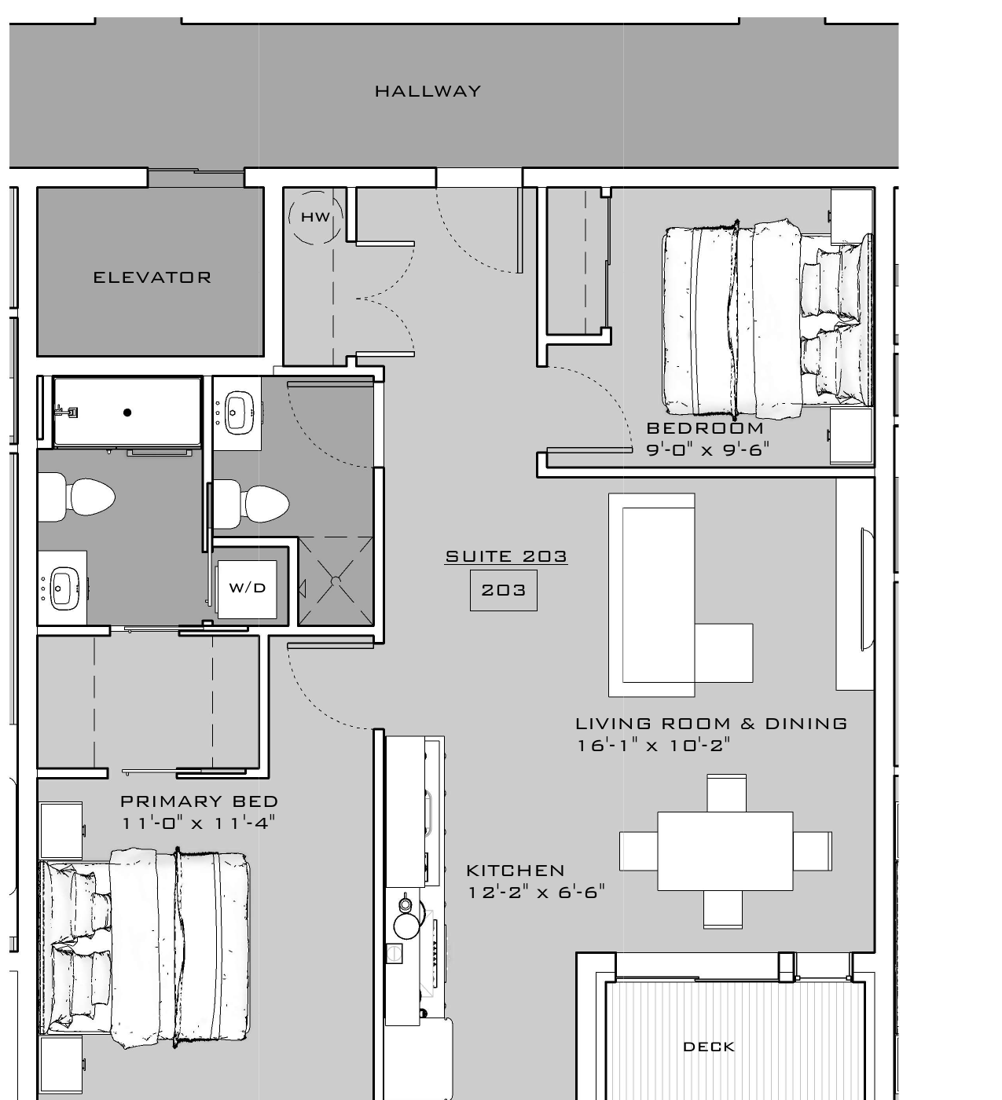 HALLWAY
HW
ELEVATOR
BEDROOM
9'-0" x 9'-6"
SUITE 203
203
W/D
LIVING ROOM & DINING
16'-1" x 10'-2"
PRIMARY BED
11'-0" x 11'-4"
KITCHEN
12'-2" x 6'-6"
DECK